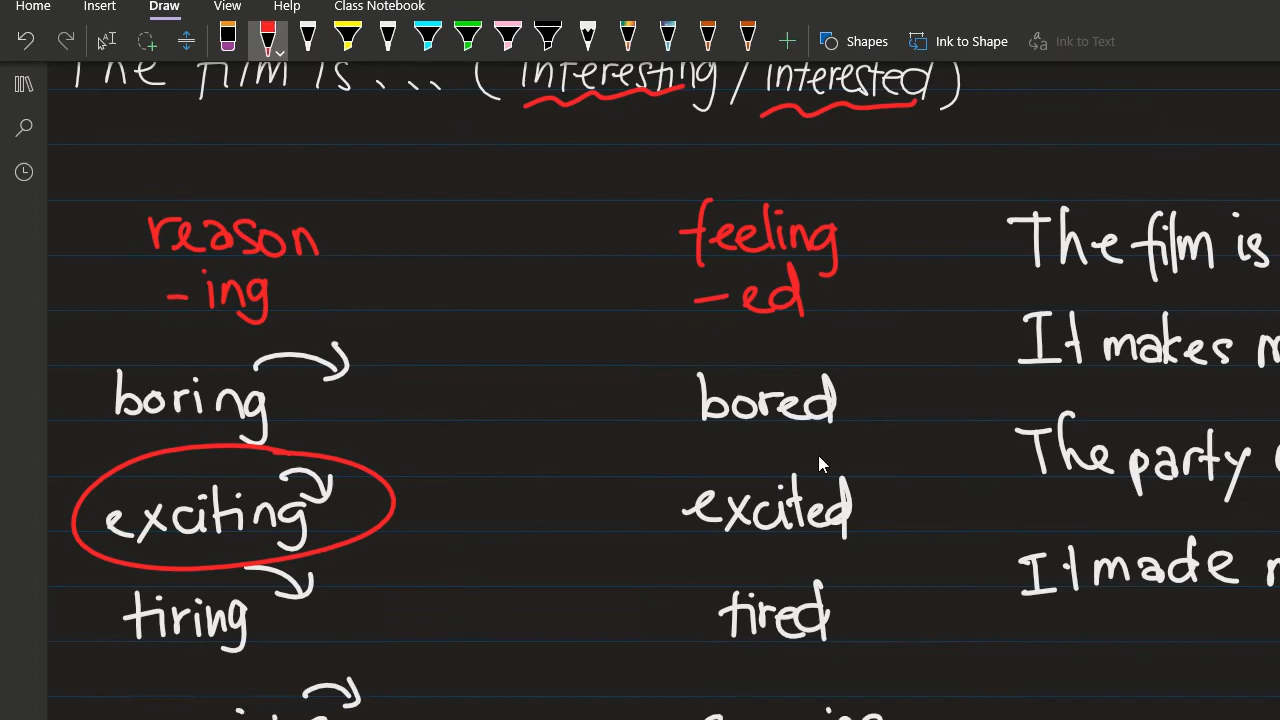 Home Insert Draw View Help Class Notebook
Shapes Ink to Shape Ink to Text
The film is ... (interesting / interested)
reason feeling The film is
-ing -ed
It makes
boring bored
The party
exciting excited
It made
tiring tired